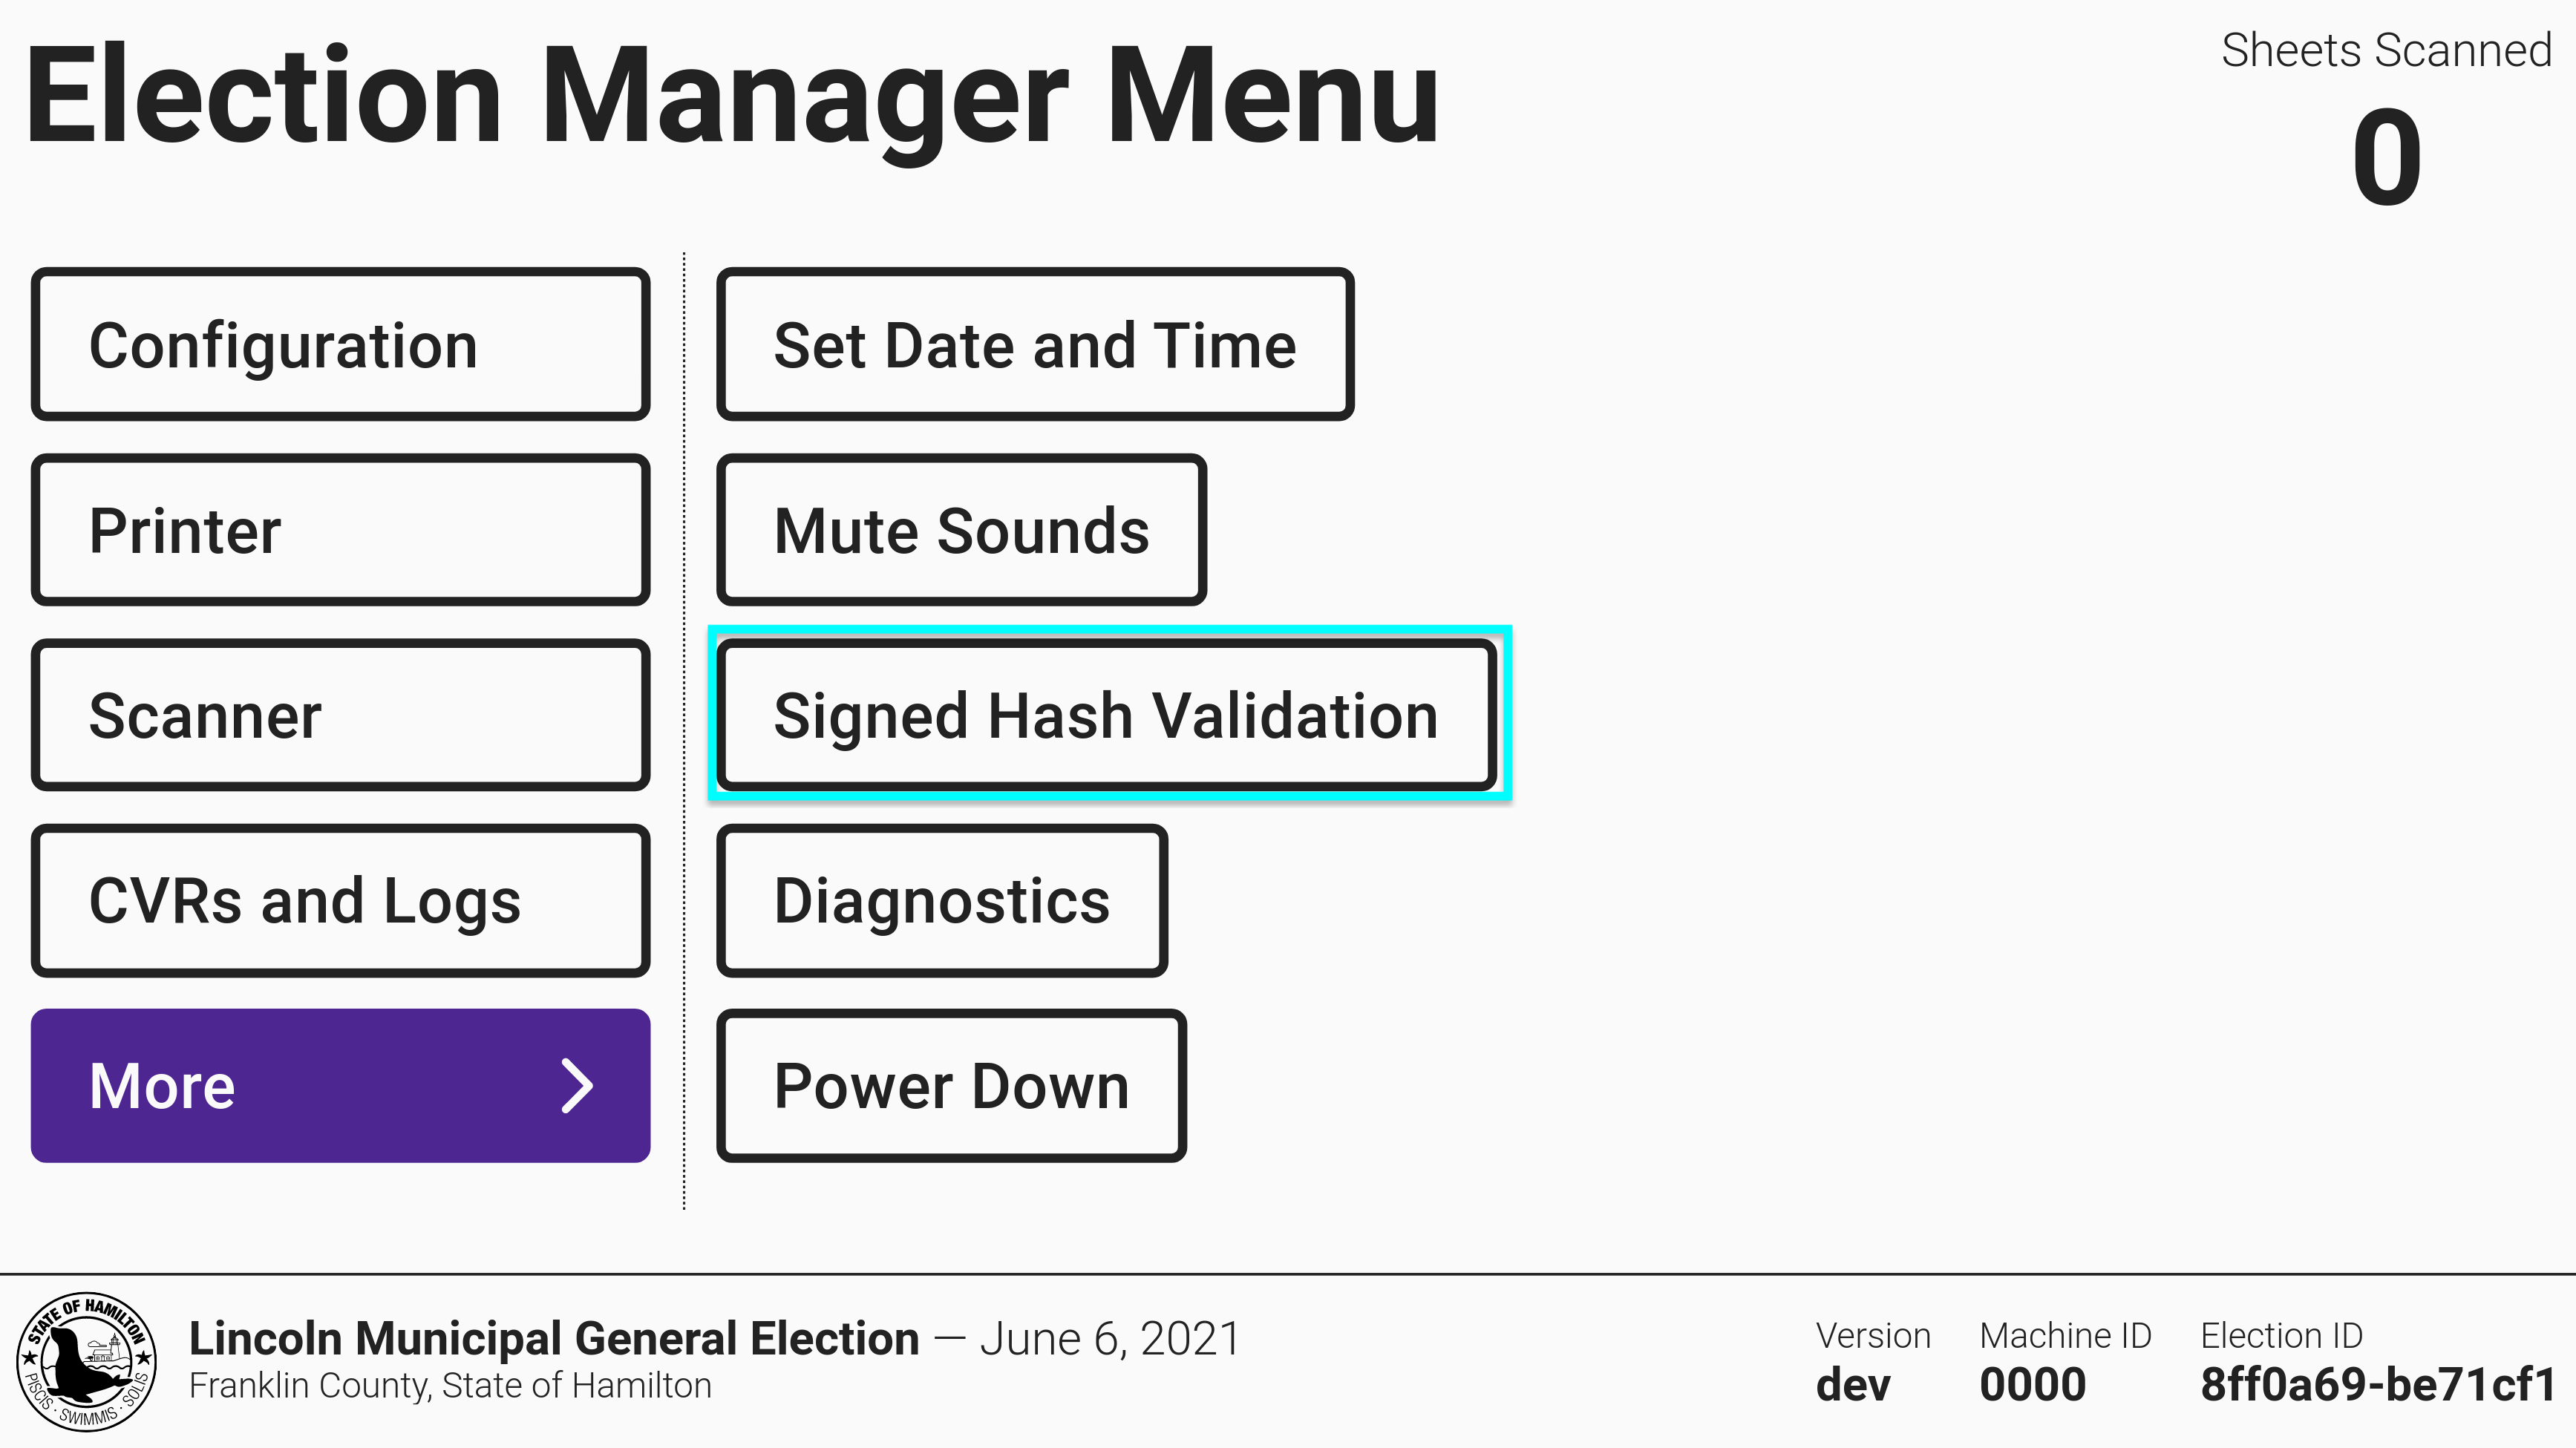 Election Manager Menu
Sheets Scanned
0
Configuration
Printer
Scanner
CVRs and Logs
More
Set Date and Time
Mute Sounds
Signed Hash Validation
Diagnostics
Power Down
STATE OF HAMILTON
PISCIS · SWIMMIS · SOLIS
Lincoln Municipal General Election — June 6, 2021
Franklin County, State of Hamilton
Version
dev
Machine ID
0000
Election ID
8ff0a69-be71cf1